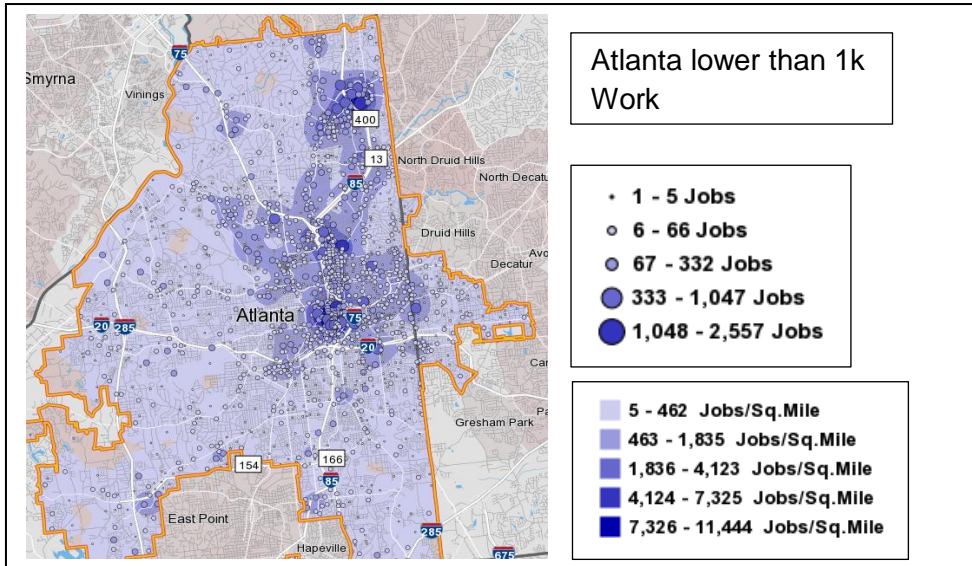 Atlanta lower than 1k
Work
75
Smyrna
Vinings
400
13
North Druid Hills
85
North Decatu
Druid Hills
Avo
Decatur
Atlanta
75
20
285
20
Car
Pa
Gresham Park
154
166
85
East Point
285
Hapeville
675
1 - 5 Jobs
6 - 66 Jobs
67 - 332 Jobs
333 - 1,047 Jobs
1,048 - 2,557 Jobs
5 - 462 Jobs/Sq.Mile
463 - 1,835 Jobs/Sq.Mile
1,836 - 4,123 Jobs/Sq.Mile
4,124 - 7,325 Jobs/Sq.Mile
7,326 - 11,444 Jobs/Sq.Mile